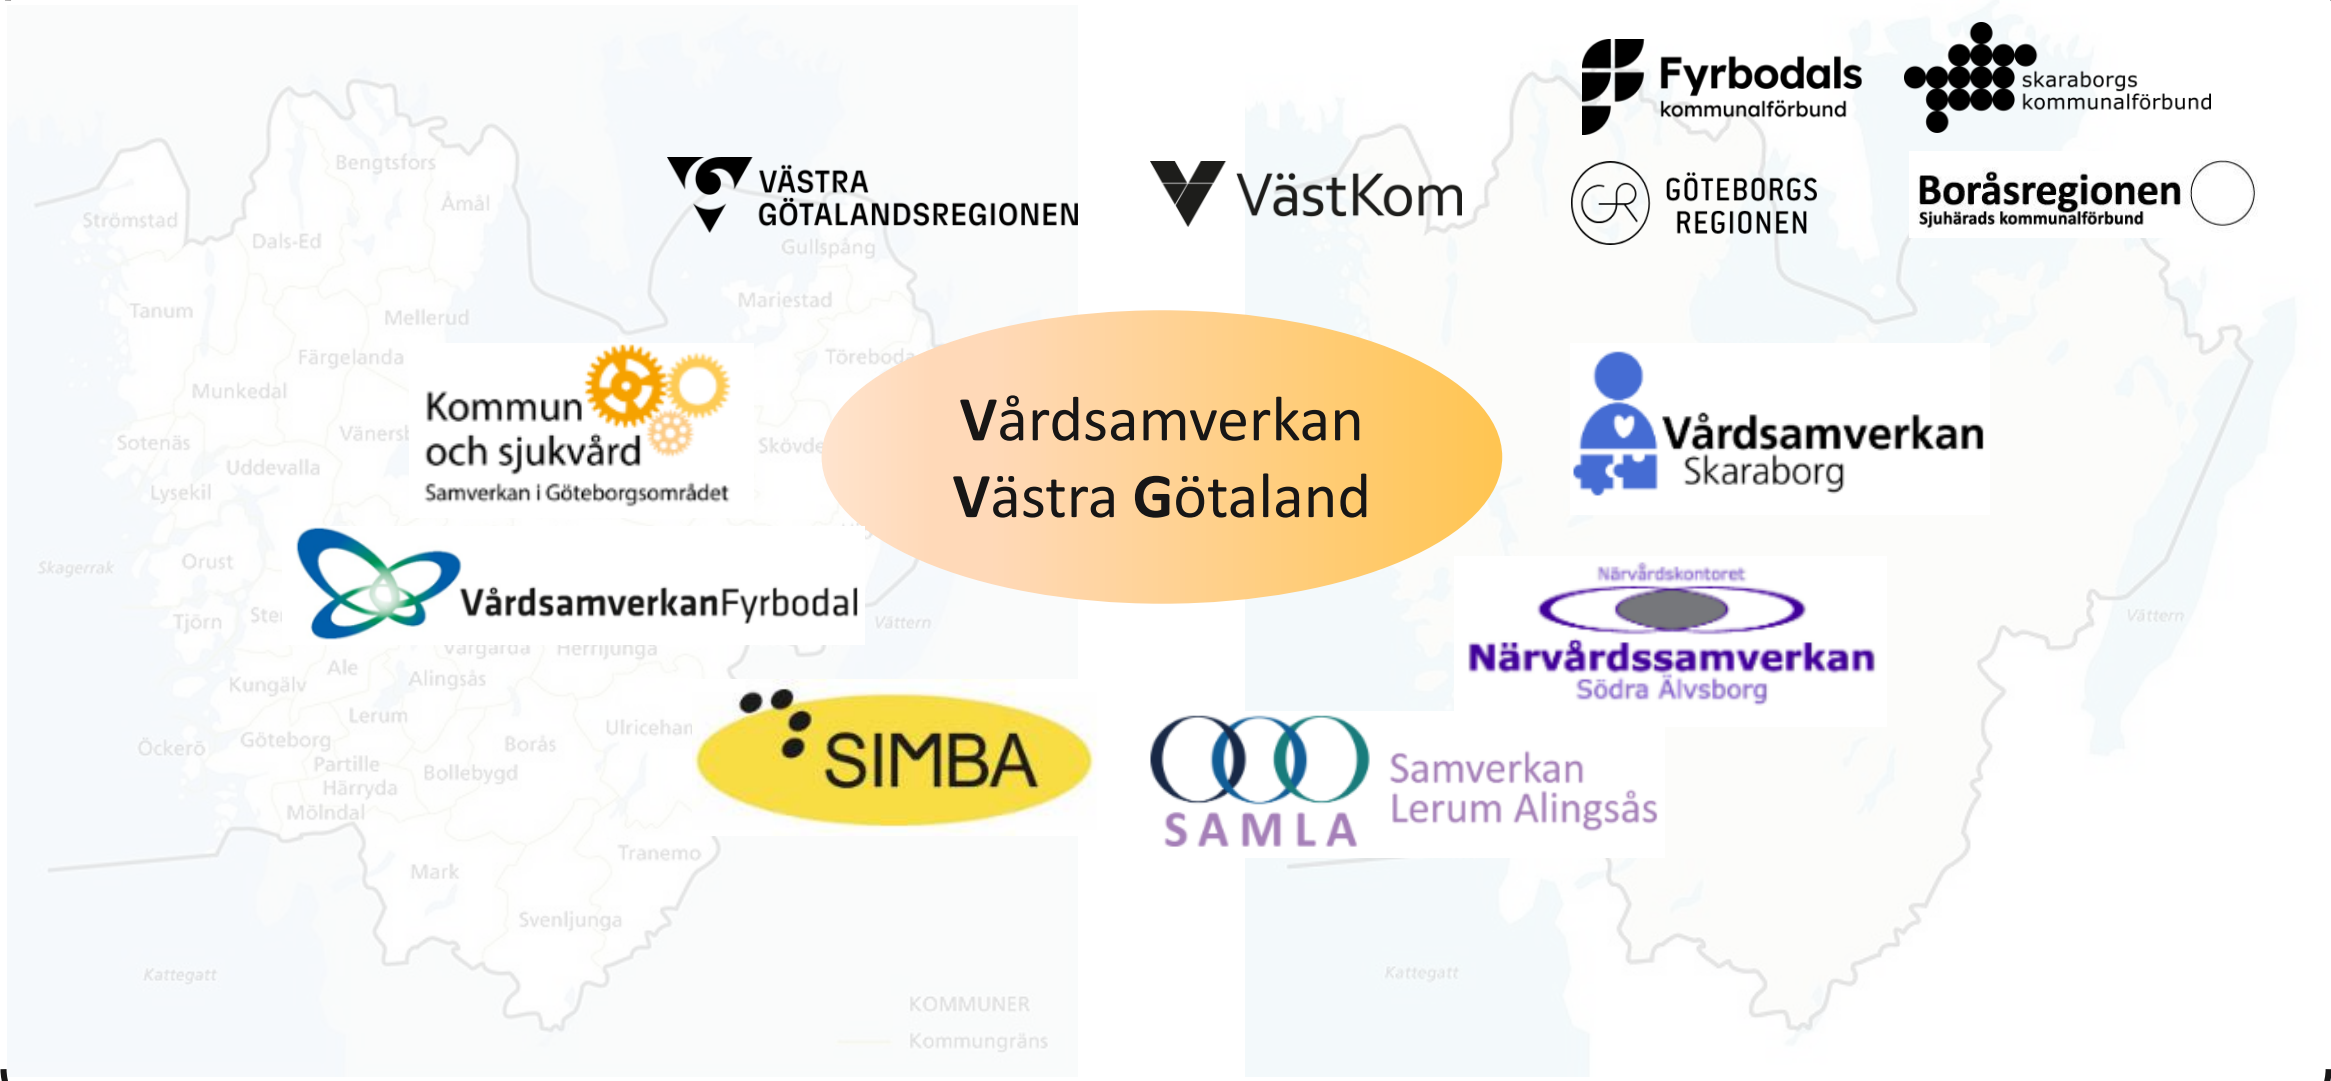 Fyrbodals
kommunalförbund
skaraborgs
kommunalförbund
VÄSTRA
GÖTALANDSREGIONEN
VästKom
GÖTEBORGS
REGIONEN
GR
Boråsregionen
Sjuhärads kommunalförbund
Bengtsfors
Åmål
Strömstad
Dals-Ed
Gullspång
Mariestad
Tanum
Mellerud
Färgelanda
Töreboda
Munkedal
Sotenäs
Uddevalla
Lysekil
Skövde
Kommun
och sjukvård
Samverkan i Göteborgsområdet
Vårdsamverkan
Västra Götaland
Vårdsamverkan
Skaraborg
Skagerrak
Orust
Tjörn
VårdsamverkanFyrbodal
Vättern
Närvårdskontoret
Närvårdssamverkan
Södra Älvsborg
Vättern
Vårgårda
Herrljunga
Ale
Kungälv
Alingsås
Lerum
Öckerö
Göteborg
Borås
Partille
Bollebygd
Härryda
Mölndal
SIMBA
SAMLA
Samverkan
Lerum Alingsås
Tranemo
Mark
Svenljunga
Kattegatt
Kattegatt
KOMMUNER
Kommungräns